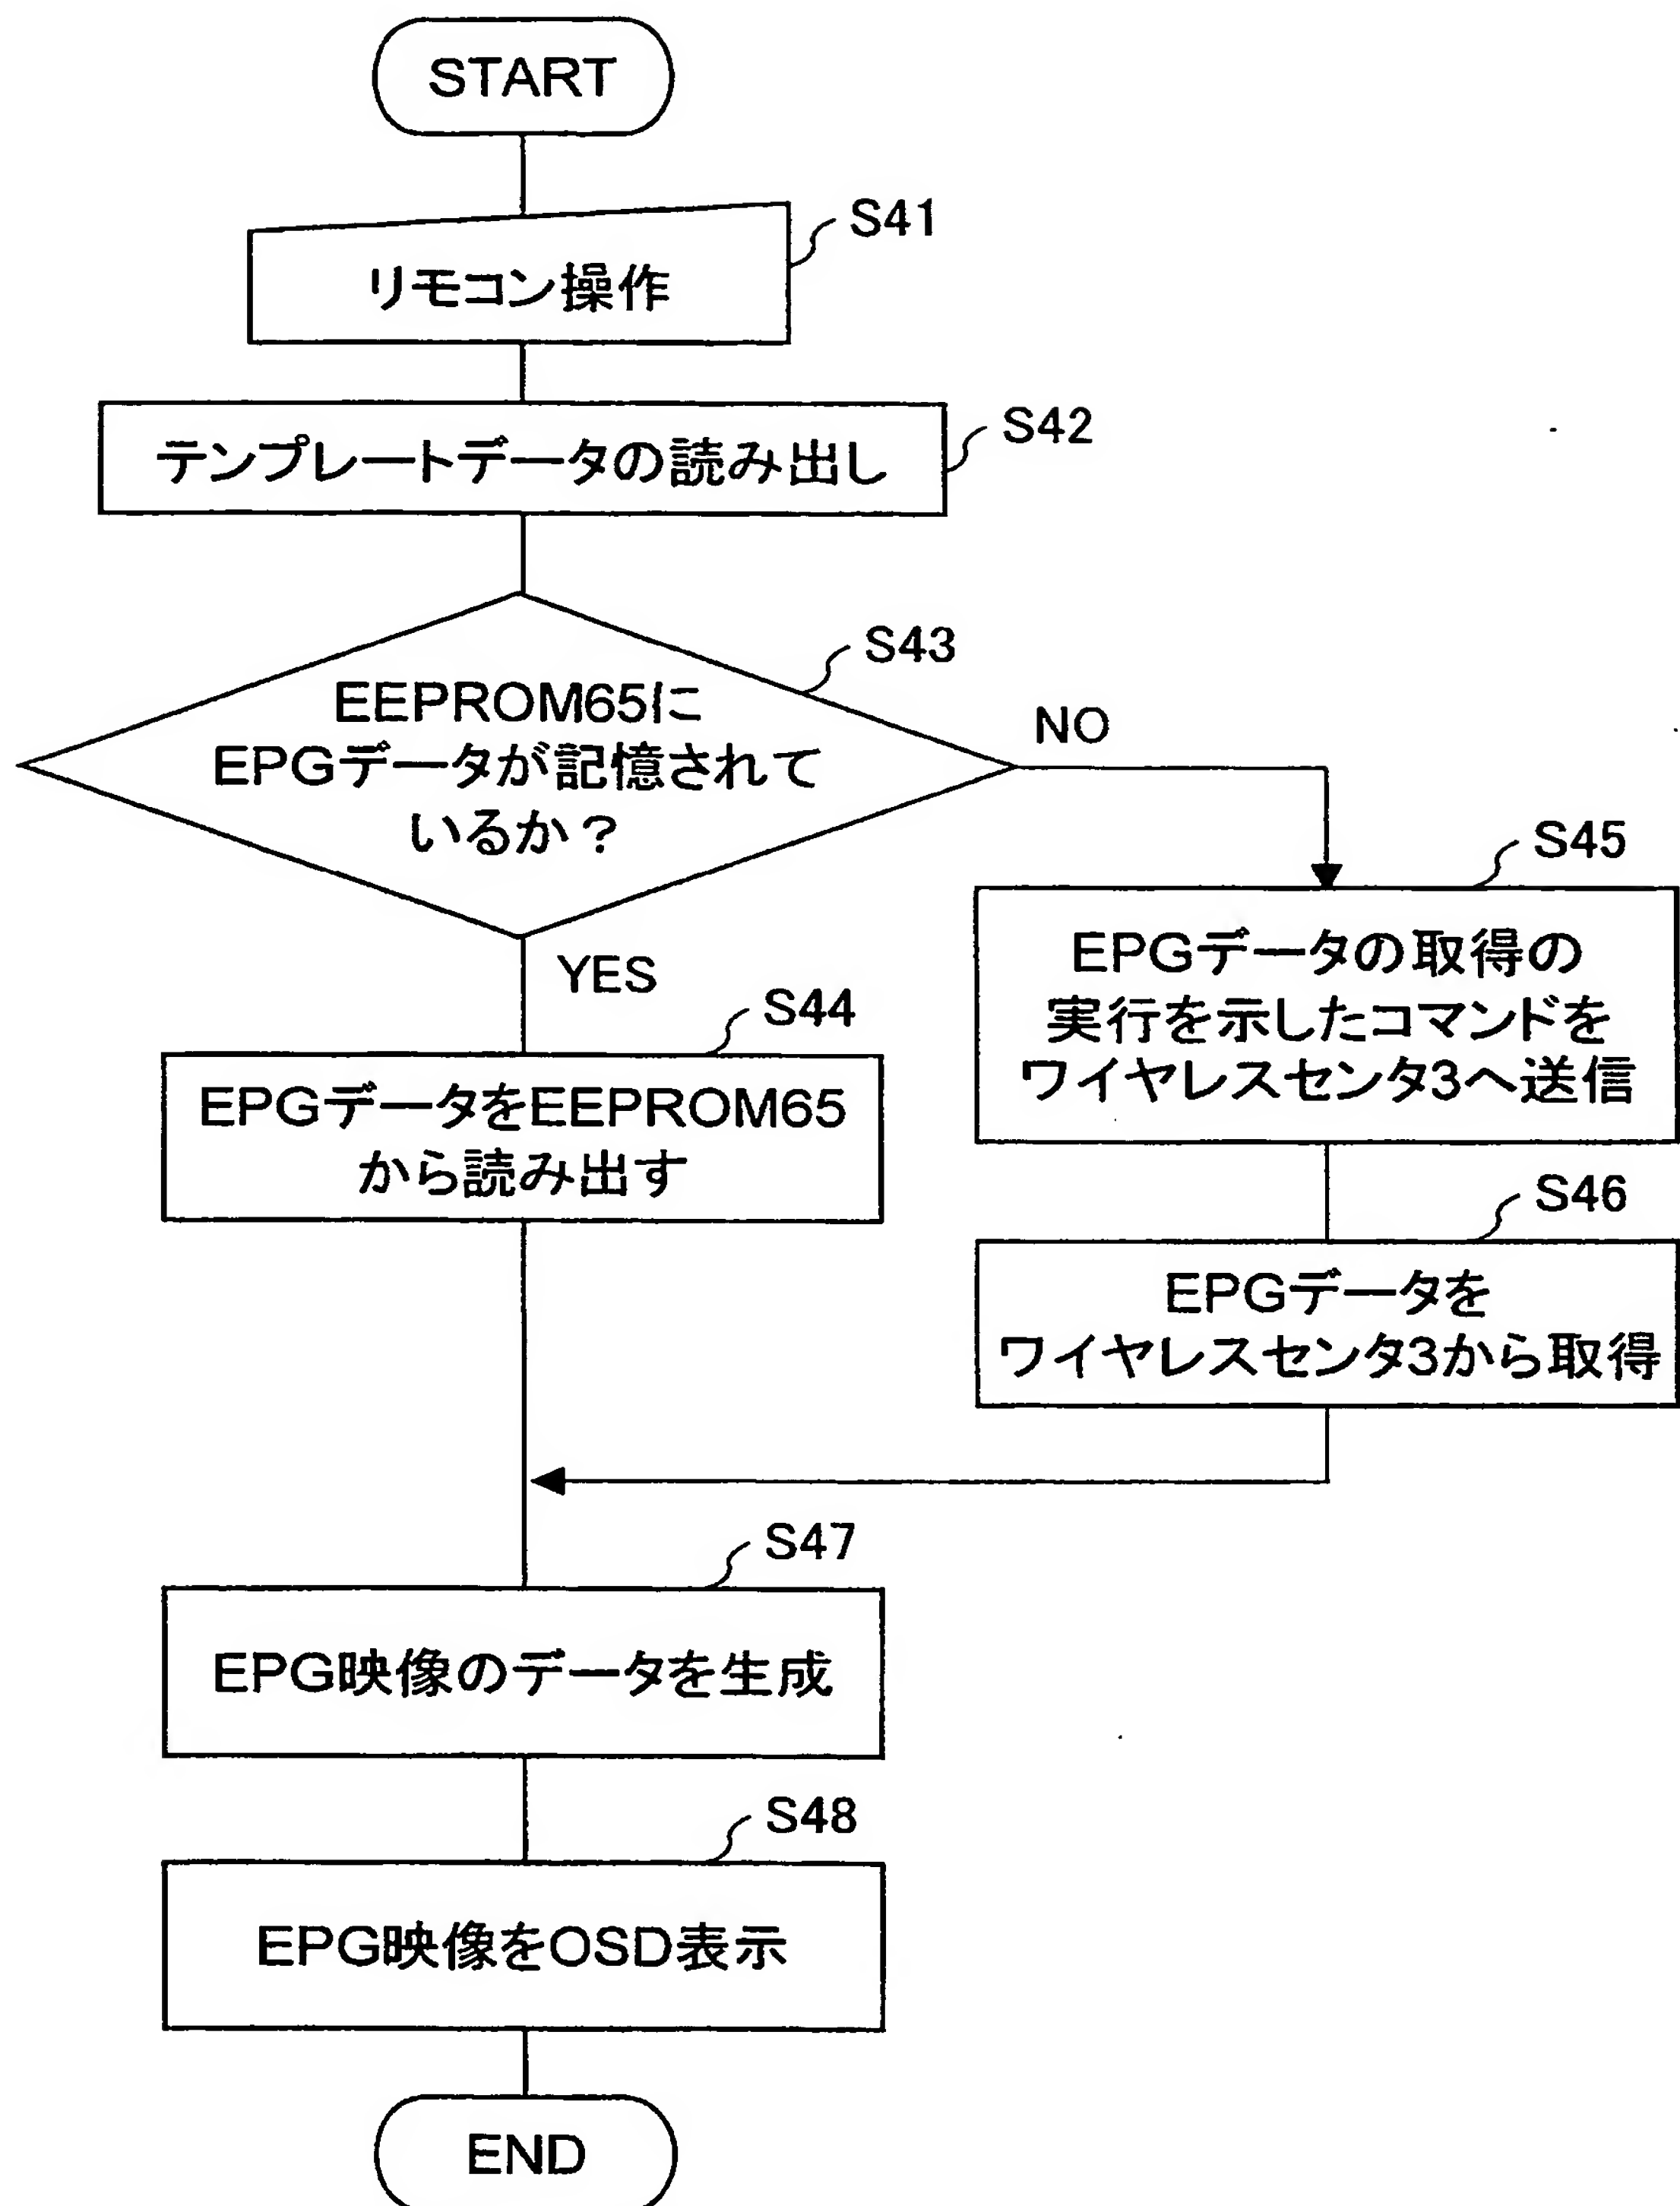 START
S41
リモコン操作
S42
テンプレートデータの読み出し
S43
EEPROM65に
EPGデータが記憶されて
いるか？
NO
YES
S44
EPGデータをEEPROM65
から読み出す
S45
EPGデータの取得の
実行を示したコマンドを
ワイヤレスセンタ3へ送信
S46
EPGデータを
ワイヤレスセンタ3から取得
S47
EPG映像のデータを生成
S48
EPG映像をOSD表示
END